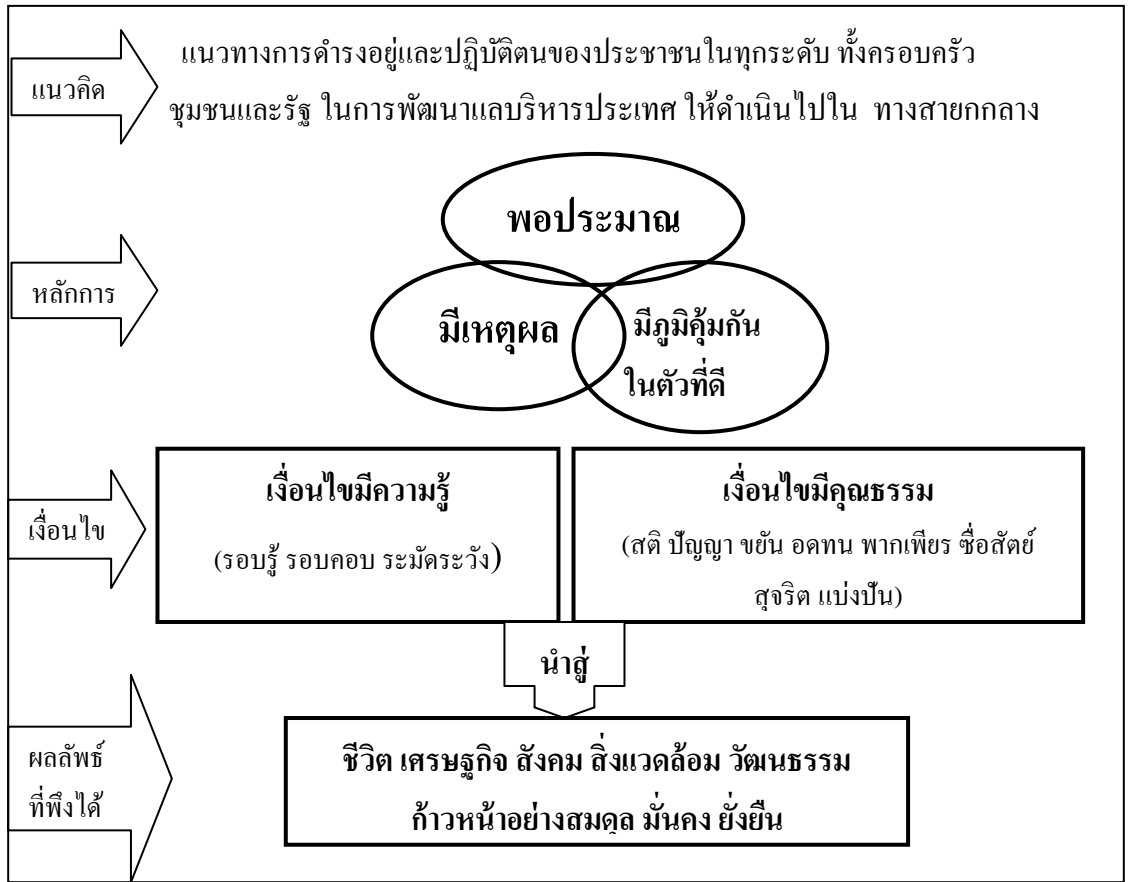 แนวคิด
แนวทางการดำรงอยู่และปฏิบัติตนของประชาชนในทุกระดับ ทั้งครอบครัว
ชุมชนและรัฐ ในการพัฒนาแลบริหารประเทศ ให้ดำเนินไปใน ทางสายกกลาง
หลักการ
พอประมาณ
มีเหตุผล
มีภูมิคุ้มกัน
ในตัวที่ดี
เงื่อนไข
เงื่อนไขมีความรู้
(รอบรู้ รอบคอบ ระมัดระวัง)
เงื่อนไขมีคุณธรรม
(สติ ปัญญา ขยัน อดทน พากเพียร ซื่อสัตย์
สุจริต แบ่งปัน)
นำสู่
ผลลัพธ์
ที่พึงได้
ชีวิต เศรษฐกิจ สังคม สิ่งแวดล้อม วัฒนธรรม
ก้าวหน้าอย่างสมดุล มั่นคง ยั่งยืน